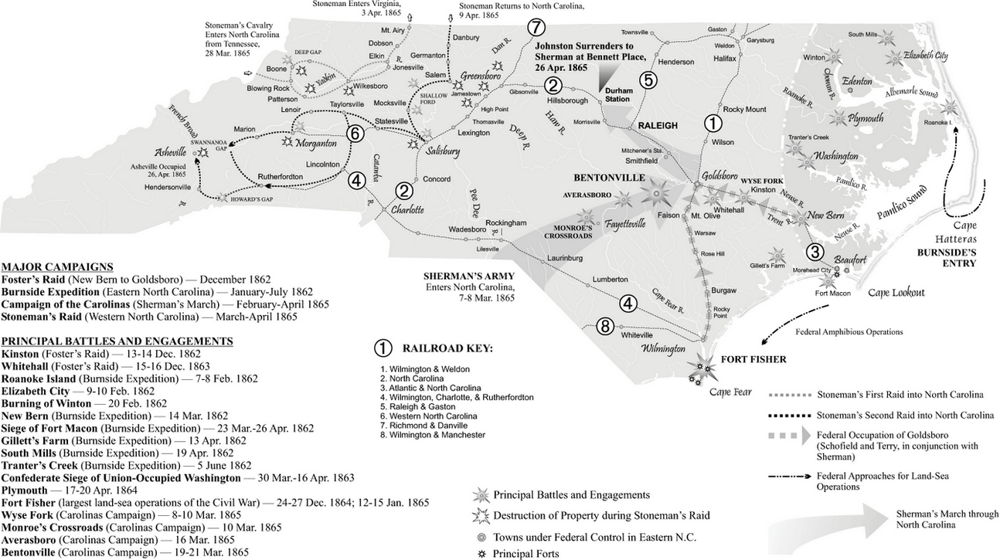 Stoneman Enters Virginia,
3 Apr. 1865
Stoneman Returns to North Carolina,
9 Apr. 1865
Stoneman's Cavalry
Enters North Carolina
from Tennessee,
28 Mar. 1865
Johnston Surrenders to
Sherman at Bennett Place,
26 Apr. 1865
Mt. Airy
Dobson
Elkin
R.
Jonesville
DEEP GAP
Boone
Yadkin
Blowing Rock
Wilkesboro
Patterson
Danbury
Germanton
Salem
Dan R.
7
Greensboro
Jamestown
SHALLOW
FORD
Mocksville
High Point
Thomasville
Lexington
Gibsonville
2
Hillsborough
Durham
Station
Morrisville
RALEIGH
5
Townsville
Henderson
Gaston
Weldon
Garysburg
Halifax
1
Rocky Mount
Wilson
South Mills
Elizabeth City
Winton
Chowan R.
Edenton
Albemarle Sound
Roanoke R.
Plymouth
Roanoke I.
Tranter's Creek
Washington
Pamlico R.
Pamlico Sound
Taylorsville
Lenoir
Marion
6
Statesville
Salisbury
French Broad
SWANNANOA
GAP
Asheville
Morganton
Asheville Occupied
26, Apr. 1865
Hendersonville
R.
HOWARD'S GAP
Rutherfordton
Lincolnton
4
Catawba
R.
2
Concord
Charlotte
Deep R.
Haw R.
Pee Dee
R.
Mitchener's Sta.
Smithfield
Goldsboro
BENTONVILLE
AVERASBORO
WYSE FORK
Kinston
Whitehall
Neuse R.
Trent R.
New Bern
Neuse R.
MONROE'S
CROSSROADS
Fayetteville
Faison
Mt. Olive
Warsaw
Rose Hill
Burgaw
Rocky
Point
Gillett's Farm
3
Beaufort
Morehead City
Fort Macon
Cape Lookout
Cape
Hatteras
BURNSIDE'S
ENTRY
Rockingham
Wadesboro
Lilesville
Laurinburg
Lumberton
Cape Fear R.
4
8
Whiteville
Wilmington
FORT FISHER
Cape Fear
Federal Amphibious Operations
SHERMAN'S ARMY
Enters North Carolina,
7-8 Mar. 1865
MAJOR CAMPAIGNS
Foster's Raid (New Bern to Goldsboro) — December 1862
Burnside Expedition (Eastern North Carolina) — January-July 1862
Campaign of the Carolinas (Sherman's March) — February-April 1865
Stoneman's Raid (Western North Carolina) — March-April 1865
PRINCIPAL BATTLES AND ENGAGEMENTS
Kinston (Foster's Raid) — 13-14 Dec. 1862
Whitehall (Foster's Raid) — 15-16 Dec. 1863
Roanoke Island (Burnside Expedition) — 7-8 Feb. 1862
Elizabeth City — 9-10 Feb. 1862
Burning of Winton — 20 Feb. 1862
New Bern (Burnside Expedition) — 14 Mar. 1862
Siege of Fort Macon (Burnside Expedition) — 23 Mar.-26 Apr. 1862
Gillett's Farm (Burnside Expedition) — 13 Apr. 1862
South Mills (Burnside Expedition) — 19 Apr. 1862
Tranter's Creek (Burnside Expedition) — 5 June 1862
Confederate Siege of Union-Occupied Washington — 30 Mar.-16 Apr. 1863
Plymouth — 17-20 Apr. 1864
Fort Fisher (largest land-sea operations of the Civil War) — 24-27 Dec. 1864; 12-15 Jan. 1865
Wyse Fork (Carolinas Campaign) — 8-10 Mar. 1865
Monroe's Crossroads (Carolinas Campaign) — 10 Mar. 1865
Averasboro (Carolinas Campaign) — 16 Mar. 1865
Bentonville (Carolinas Campaign) — 19-21 Mar. 1865
1 RAILROAD KEY:
1. Wilmington & Weldon
2. North Carolina
3. Atlantic & North Carolina
4. Wilmington, Charlotte, & Rutherfordton
5. Raleigh & Gaston
6. Western North Carolina
7. Richmond & Danville
8. Wilmington & Manchester
Principal Battles and Engagements
Destruction of Property during Stoneman's Raid
Towns under Federal Control in Eastern N.C.
Principal Forts
Stoneman's First Raid into North Carolina
Stoneman's Second Raid into North Carolina
Federal Occupation of Goldsboro
(Schofield and Terry, in conjunction with
Sherman)
Federal Approaches for Land-Sea
Operations
Sherman's March through
North Carolina